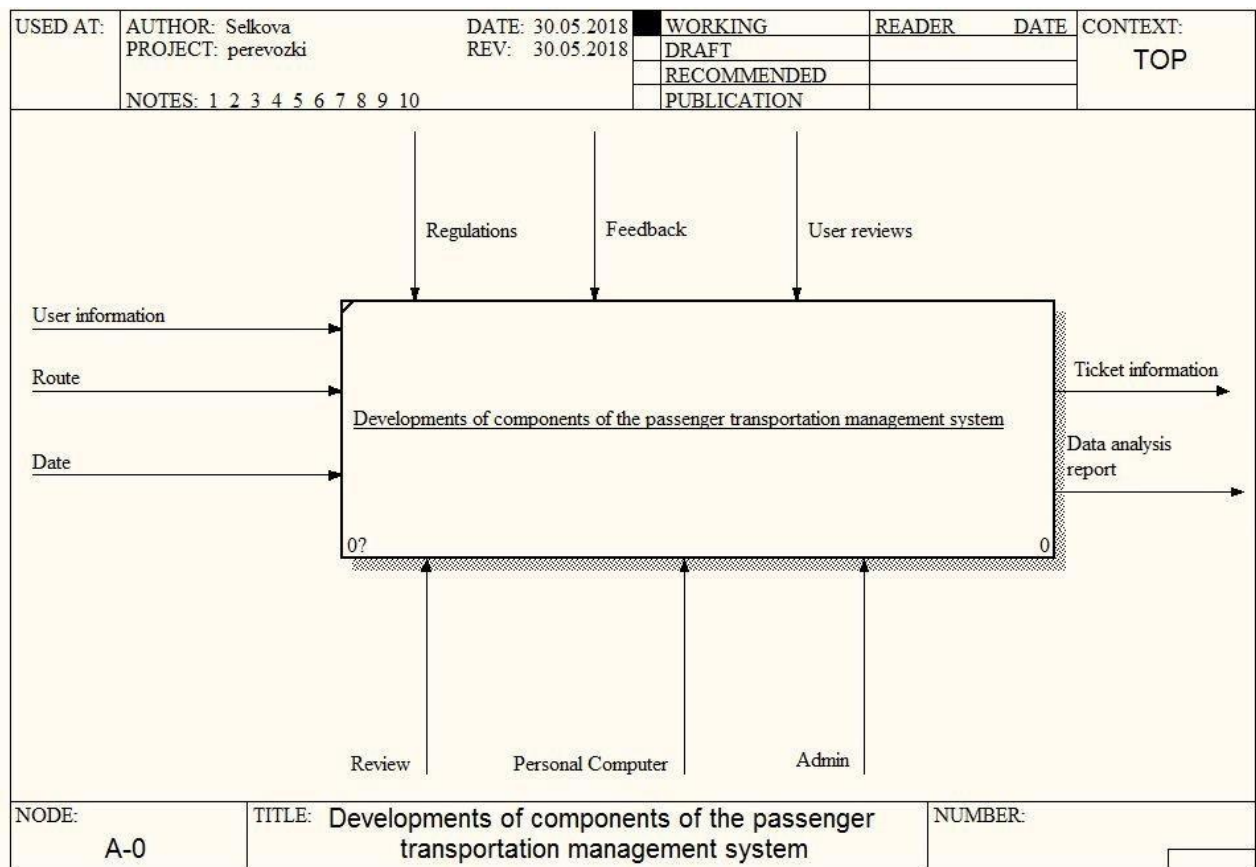 USED AT:
AUTHOR: Selkova
DATE: 30.05.2018
PROJECT: perevozki
REV: 30.05.2018
NOTES: 1 2 3 4 5 6 7 8 9 10
WORKING
DRAFT
RECOMMENDED
PUBLICATION
READER DATE
CONTEXT:
TOP
Regulations
Feedback
User reviews
User information
Route
Date
Developments of components of the passenger transportation management system
0?
0
Ticket information
Data analysis
report
Review
Personal Computer
Admin
NODE:
A-0
TITLE: Developments of components of the passenger
transportation management system
NUMBER: